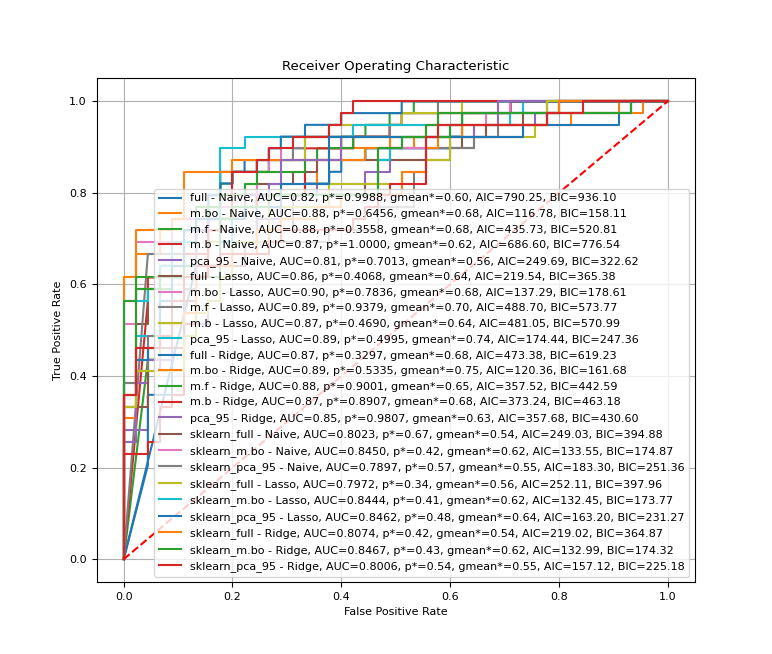 Receiver Operating Characteristic
True Positive Rate
1.0
0.8
0.6
0.4
0.2
0.0
full - Naive, AUC=0.82, p*=0.9988, gmean*=0.60, AIC=790.25, BIC=936.10
m.bo - Naive, AUC=0.88, p*=0.6456, gmean*=0.68, AIC=116.78, BIC=158.11
m.f - Naive, AUC=0.88, p*=0.3558, gmean*=0.68, AIC=435.73, BIC=520.81
m.b - Naive, AUC=0.87, p*=1.0000, gmean*=0.62, AIC=686.60, BIC=776.54
pca_95 - Naive, AUC=0.81, p*=0.7013, gmean*=0.56, AIC=249.69, BIC=322.62
full - Lasso, AUC=0.86, p*=0.4068, gmean*=0.64, AIC=219.54, BIC=365.38
m.bo - Lasso, AUC=0.90, p*=0.7836, gmean*=0.68, AIC=137.29, BIC=178.61
m.f - Lasso, AUC=0.89, p*=0.9379, gmean*=0.70, AIC=488.70, BIC=573.77
m.b - Lasso, AUC=0.87, p*=0.4690, gmean*=0.64, AIC=481.05, BIC=570.99
pca_95 - Lasso, AUC=0.89, p*=0.4995, gmean*=0.74, AIC=174.44, BIC=247.36
full - Ridge, AUC=0.87, p*=0.3297, gmean*=0.68, AIC=473.38, BIC=619.23
m.bo - Ridge, AUC=0.89, p*=0.5335, gmean*=0.75, AIC=120.36, BIC=161.68
m.f - Ridge, AUC=0.88, p*=0.9001, gmean*=0.65, AIC=357.52, BIC=442.59
m.b - Ridge, AUC=0.87, p*=0.8907, gmean*=0.68, AIC=373.24, BIC=463.18
pca_95 - Ridge, AUC=0.85, p*=0.9807, gmean*=0.63, AIC=357.68, BIC=430.60
sklearn_full - Naive, AUC=0.8023, p*=0.67, gmean*=0.54, AIC=249.03, BIC=394.88
sklearn_m.bo - Naive, AUC=0.8450, p*=0.42, gmean*=0.62, AIC=133.55, BIC=174.87
sklearn_pca_95 - Naive, AUC=0.7897, p*=0.57, gmean*=0.55, AIC=183.30, BIC=251.36
sklearn_full - Lasso, AUC=0.7972, p*=0.34, gmean*=0.56, AIC=252.11, BIC=397.96
sklearn_m.bo - Lasso, AUC=0.8444, p*=0.41, gmean*=0.62, AIC=132.45, BIC=173.77
sklearn_pca_95 - Lasso, AUC=0.8462, p*=0.48, gmean*=0.64, AIC=163.20, BIC=231.27
sklearn_full - Ridge, AUC=0.8074, p*=0.42, gmean*=0.54, AIC=219.02, BIC=364.87
sklearn_m.bo - Ridge, AUC=0.8467, p*=0.43, gmean*=0.62, AIC=132.99, BIC=174.32
sklearn_pca_95 - Ridge, AUC=0.8006, p*=0.54, gmean*=0.55, AIC=157.12, BIC=225.18
0.0 0.2 0.4 0.6 0.8 1.0
False Positive Rate